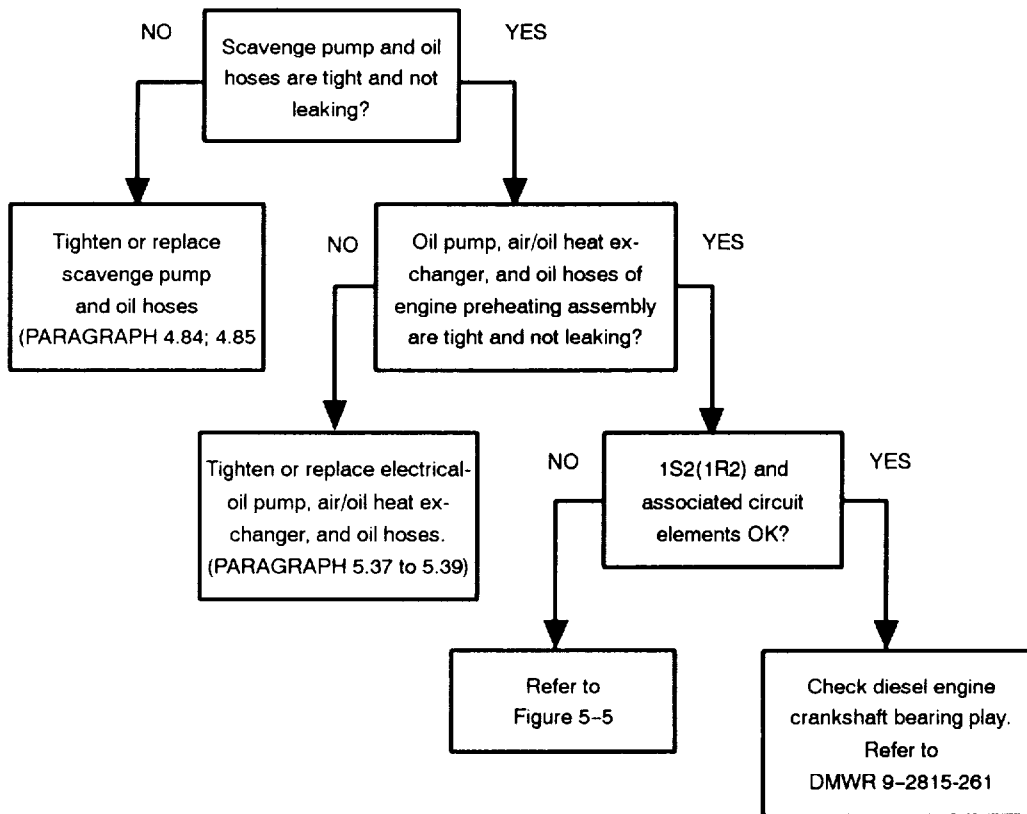 NO
YES
Scavenge pump and oil
hoses are tight and not
leaking?
Tighten or replace
scavenge pump
and oil hoses
(PARAGRAPH 4.84; 4.85
NO
YES
Oil pump, air/oil heat ex-
changer, and oil hoses of
engine preheating assembly
are tight and not leaking?
Tighten or replace electrical-
oil pump, air/oil heat ex-
changer, and oil hoses.
(PARAGRAPH 5.37 to 5.39)
NO
YES
1S2(1R2) and
associated circuit
elements OK?
Refer to
Figure 5–5
Check diesel engine
crankshaft bearing play.
Refer to
DMWR 9–2815-261